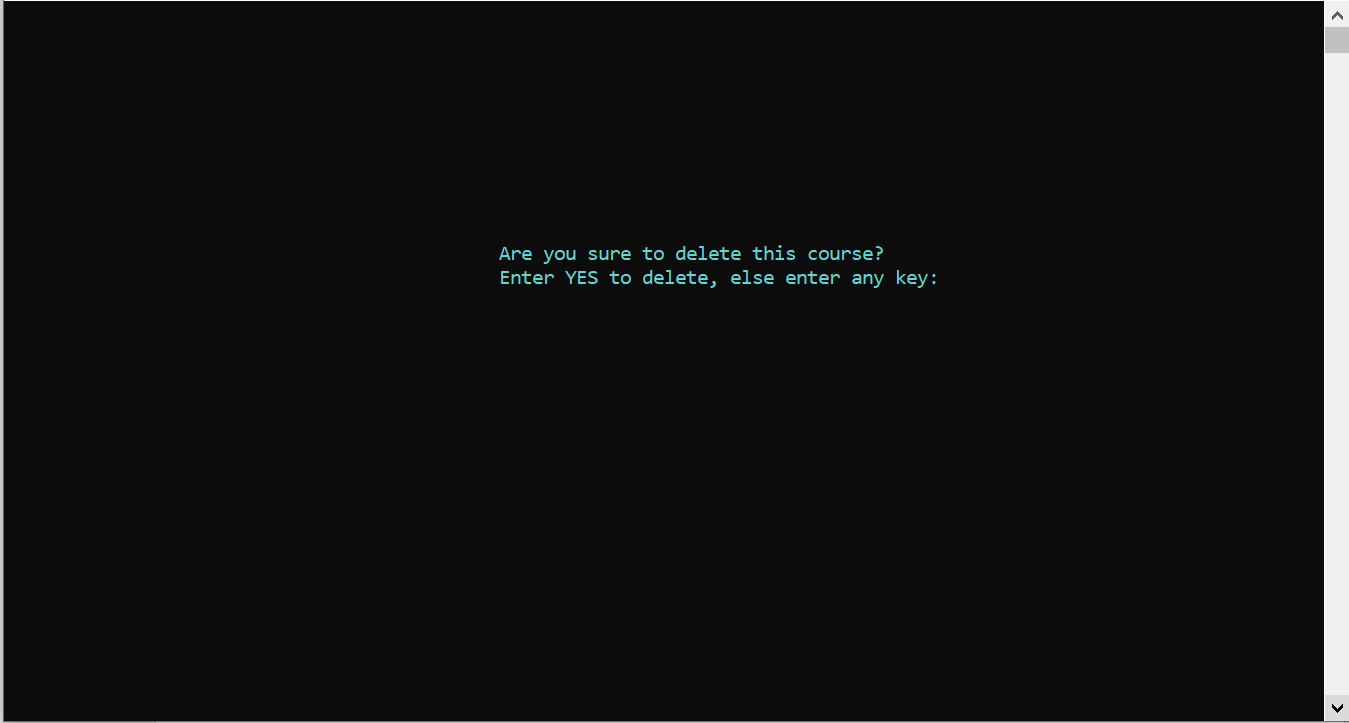 Are you sure to delete this course?
Enter YES to delete, else enter any key: